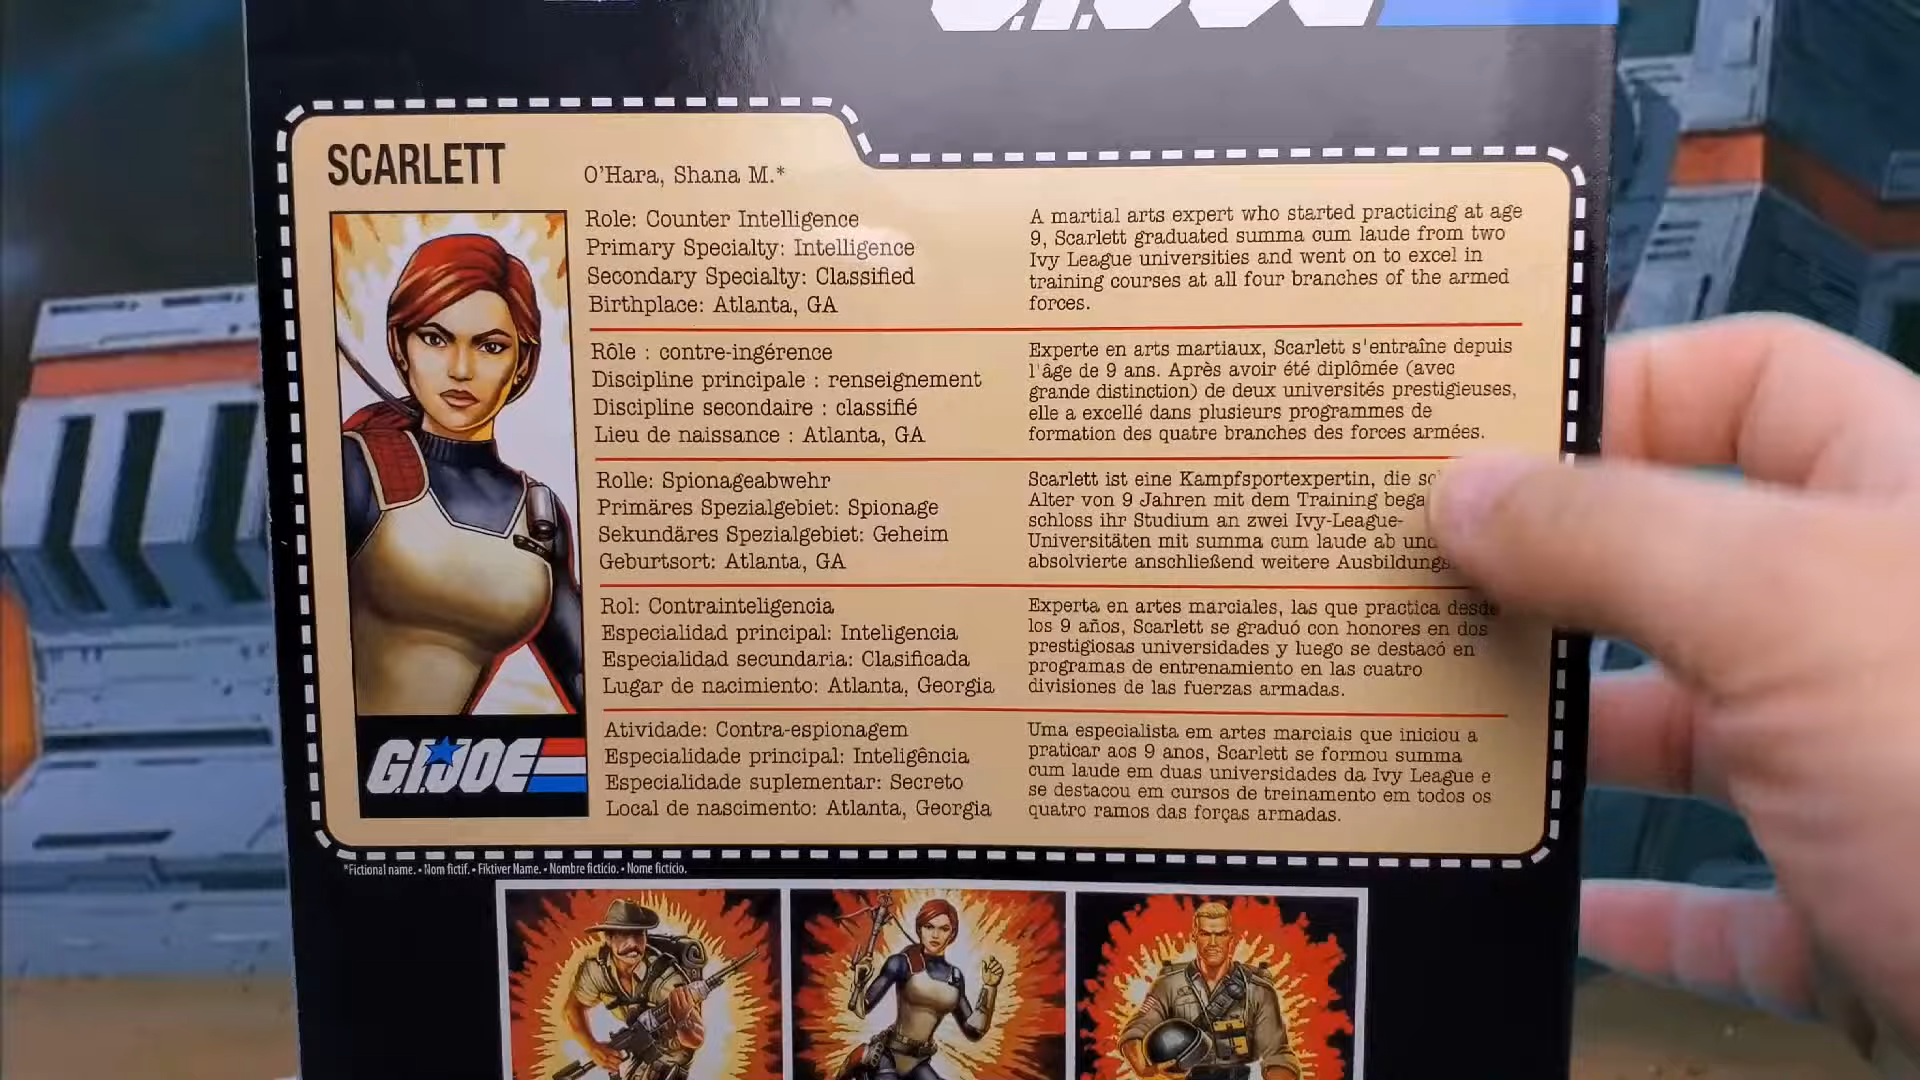 G.I. JOE
SCARLETT
O'Hara, Shana M.*
Role: Counter Intelligence
Primary Specialty: Intelligence
Secondary Specialty: Classified
Birthplace: Atlanta, GA
A martial arts expert who started practicing at age
9, Scarlett graduated summa cum laude from two
Ivy League universities and went on to excel in
training courses at all four branches of the armed
forces.
Rôle : contre-ingérence
Discipline principale : renseignement
Discipline secondaire : classifié
Lieu de naissance : Atlanta, GA
Experte en arts martiaux, Scarlett s'entraîne depuis
l'âge de 9 ans. Après avoir été diplômée (avec
grande distinction) de deux universités prestigieuses,
elle a excellé dans plusieurs programmes de
formation des quatre branches des forces armées.
Rolle: Spionageabwehr
Primäres Spezialgebiet: Spionage
Sekundäres Spezialgebiet: Geheim
Geburtsort: Atlanta, GA
Scarlett ist eine Kampfsportexpertin, die
Alter von 9 Jahren mit dem Training
schloss ihr Studium an zwei Ivy-League-
Universitäten mit summa cum laude ab und
absolvierte anschließend weitere
Rol: Contrainteligencia
Especialidad principal: Inteligencia
Especialidad secundaria: Clasificada
Lugar de nacimiento: Atlanta, Georgia
Experta en artes marciales, las que practica desde
los 9 años, Scarlett se graduó con honores en dos
prestigiosas universidades y luego se destacó en
programas de entrenamiento en las cuatro
divisiones de las fuerzas armadas.
Atividade: Contra-espionagem
Especialidade principal: Inteligência
Especialidade suplementar: Secreto
Local de nascimento: Atlanta, Georgia
Uma especialista em artes marciais que iniciou a
praticar aos 9 anos, Scarlett se formou summa
cum laude em duas universidades da Ivy League e
se destacou em cursos de treinamento em todos os
quatro ramos das forças armadas.
G.I. JOE
*Fictional name. • Nom fictif. • Fiktiver Name. • Nombre ficticio. • Nome fictício.